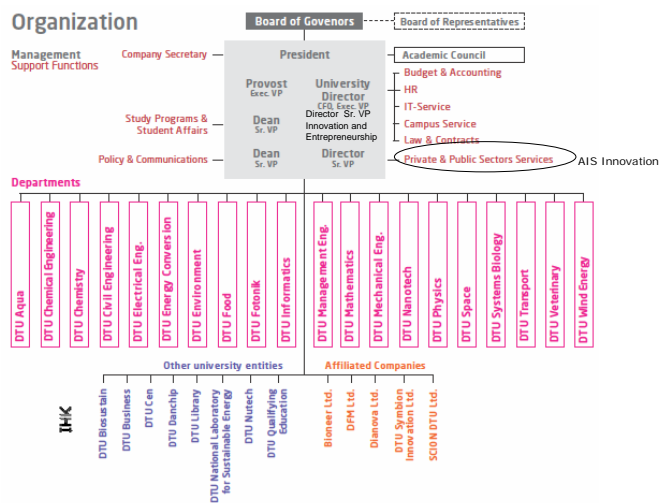 Organization
Board of Govenors
Board of Representatives
Management
Support Functions
Company Secretary
President
Academic Council
Budget & Accounting
HR
IT-Service
Campus Service
Law & Contracts
Provost
Exec. VP
University
Director
CFO, Exec. VP
Study Programs &
Student Affairs
Dean
Sr. VP
Director Sr. VP
Innovation and
Entrepreneurship
Policy & Communications
Dean
Sr. VP
Director
Sr. VP
Private & Public Sectors Services
AIS Innovation
Departments
DTU Aqua
DTU Chemical Engineering
DTU Chemistry
DTU Civil Engineering
DTU Electrical Eng.
DTU Energy Conversion
DTU Environment
DTU Food
DTU Fotonik
DTU Informatics
DTU Management Eng.
DTU Mathematics
DTU Mechanical Eng.
DTU Nanotech
DTU Physics
DTU Space
DTU Systems Biology
DTU Transport
DTU Veterinary
DTU Wind Energy
Other university entities
Affiliated Companies
IHK
DTU Biosustain
DTU Business
DTU Cen
DTU Danchip
DTU Library
DTU National Laboratory
for Sustainable Energy
DTU Nutech
DTU Qualifying
Education
Bioneer Ltd.
DFM Ltd.
Dianova Ltd.
DTU Symbion
Innovation Ltd.
SCION DTU Ltd.